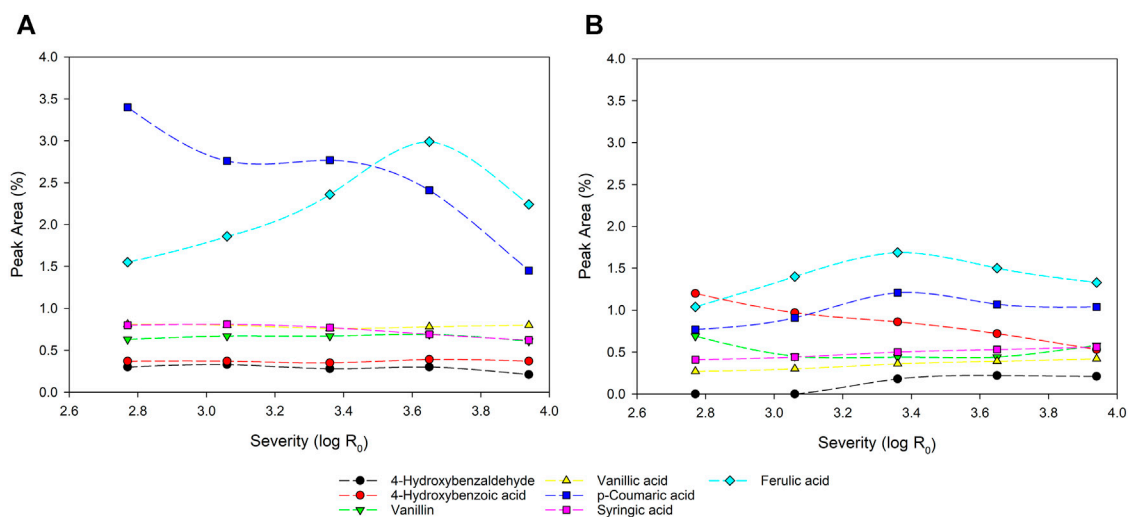 A
B
4.0
3.5
3.0
2.5
2.0
1.5
1.0
0.5
0.0
Peak Area (%)
2.6 2.8 3.0 3.2 3.4 3.6 3.8 4.0
Severity (log R0)
4.0
3.5
3.0
2.5
2.0
1.5
1.0
0.5
0.0
Peak Area (%)
2.6 2.8 3.0 3.2 3.4 3.6 3.8 4.0
Severity (log R0)
4-Hydroxybenzaldehyde
4-Hydroxybenzoic acid
Vanillin
Vanillic acid
p-Coumaric acid
Syringic acid
Ferulic acid